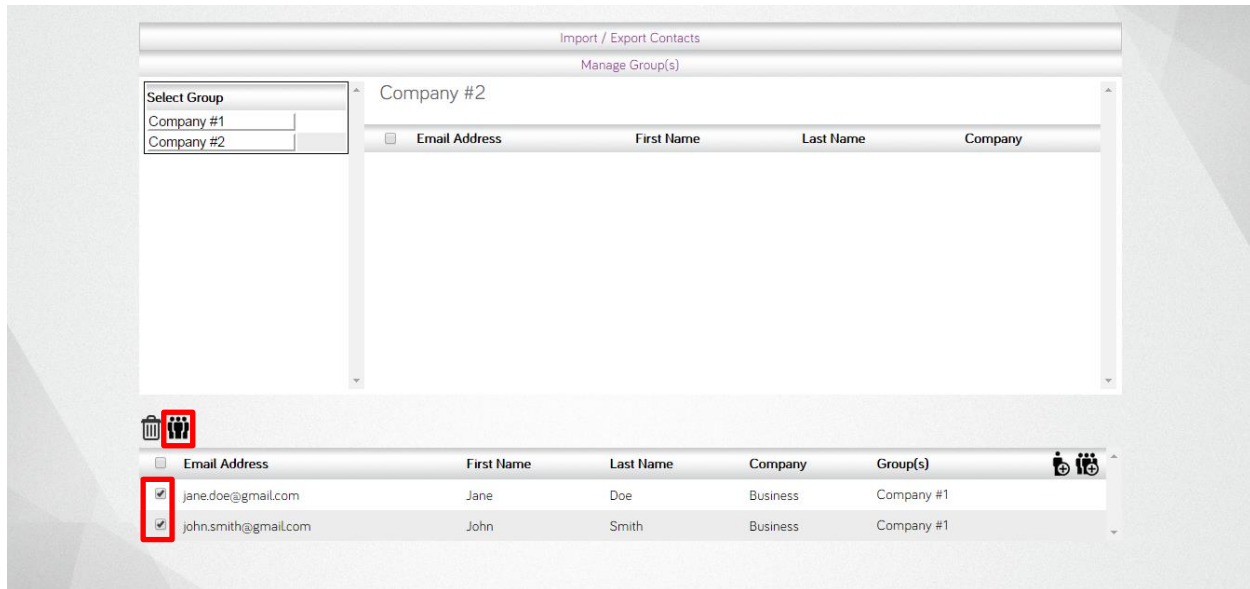 Import / Export Contacts
Manage Group(s)
Select Group
Company #1
Company #2
Company #2
Email Address First Name Last Name Company
Email Address First Name Last Name Company Group(s)
jane.doe@gmail.com Jane Doe Business Company #1
john.smith@gmail.com John Smith Business Company #1